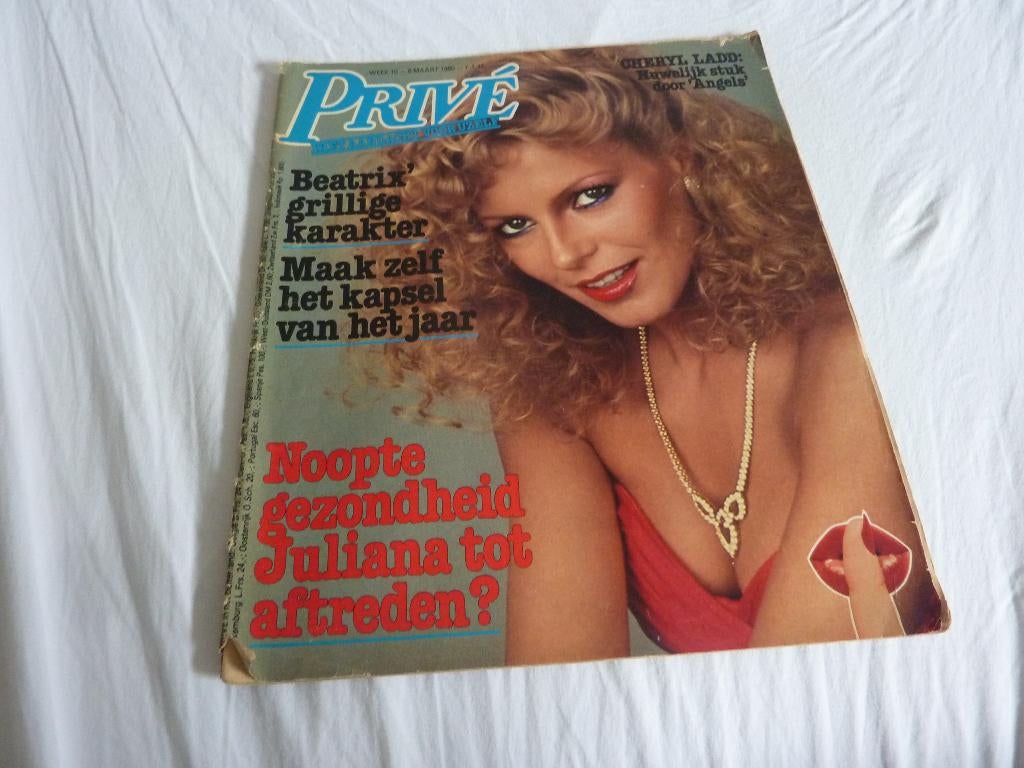 WEEK 10 - 8 MAART 1980
PRIVÉ
CHERYL LADD:
Huwelijk stuk
door 'Angels'
Beatrix'
grillige
karakter
Maak zelf
het kapsel
van het jaar
Noopte
gezondheid
Juliana tot
aftreden?